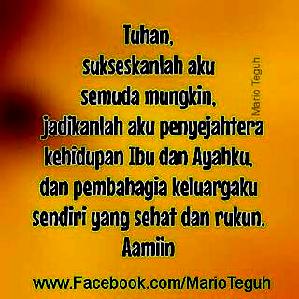 Tuhan,
sukseskanlah aku
semuda mungkin,
jadikanlah aku penyejahtera
kehidupan Ibu dan Ayahku,
dan pembahagia keluargaku
sendiri yang sehat dan rukun.
Aamiin
www.Facebook.com/MarioTeguh
Mario Teguh